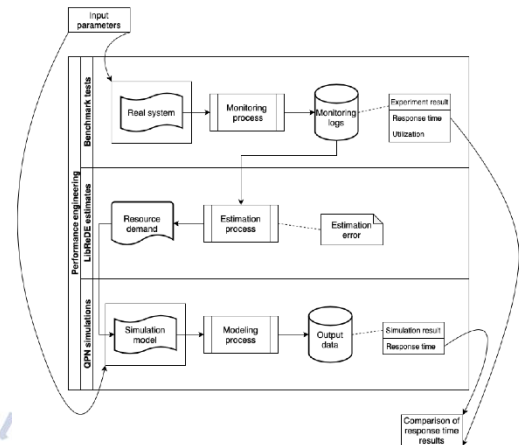 Input
parameters
Performance engineering
Benchmark tests
Real system
Monitoring
process
Monitoring
logs
Experiment result
Response time
Utilization
LibReDE estimates
Resource
demand
Estimation
process
Estimation
error
QPN simulations
Simulation
model
Modeling
process
Output
data
Simulation result
Response time
Comparison of
response time
results